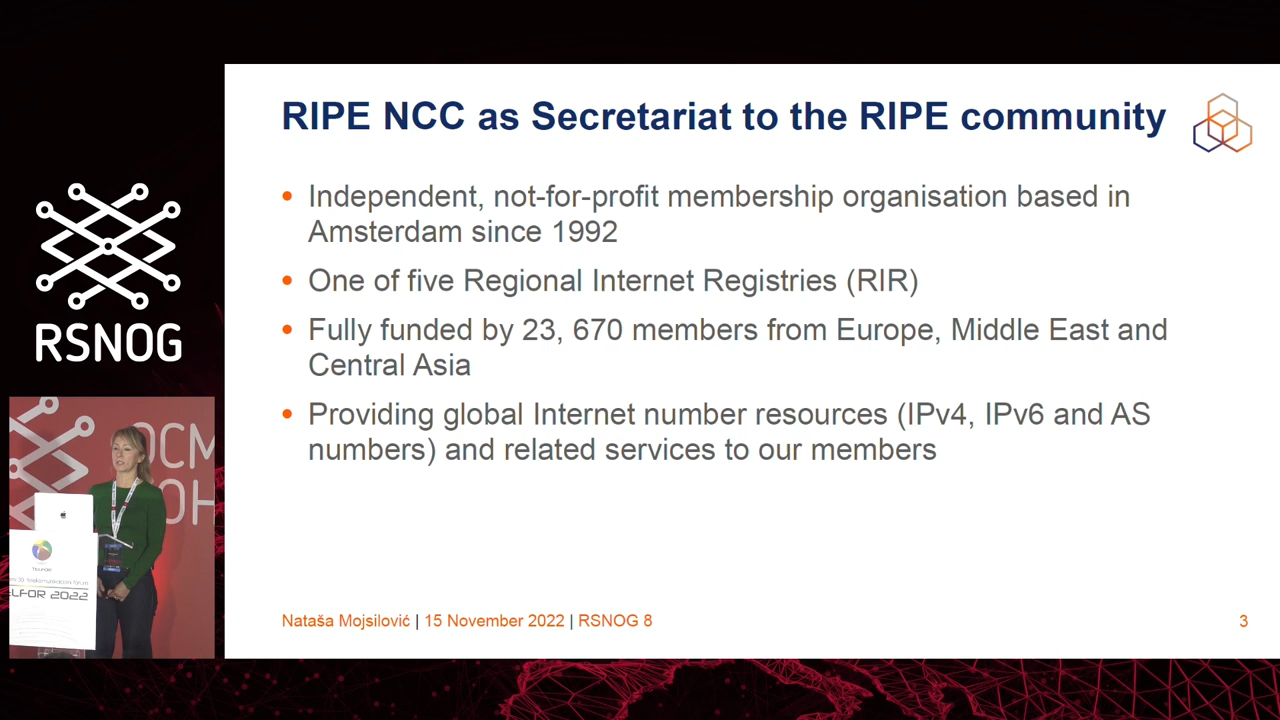 RIPE NCC as Secretariat to the RIPE community
• Independent, not-for-profit membership organisation based in
Amsterdam since 1992
• One of five Regional Internet Registries (RIR)
• Fully funded by 23, 670 members from Europe, Middle East and
Central Asia
• Providing global Internet number resources (IPv4, IPv6 and AS
numbers) and related services to our members
Nataša Mojsilović | 15 November 2022 | RSNOG 8
3
RSNOG
ОСМ
ОН
LFOR 2022